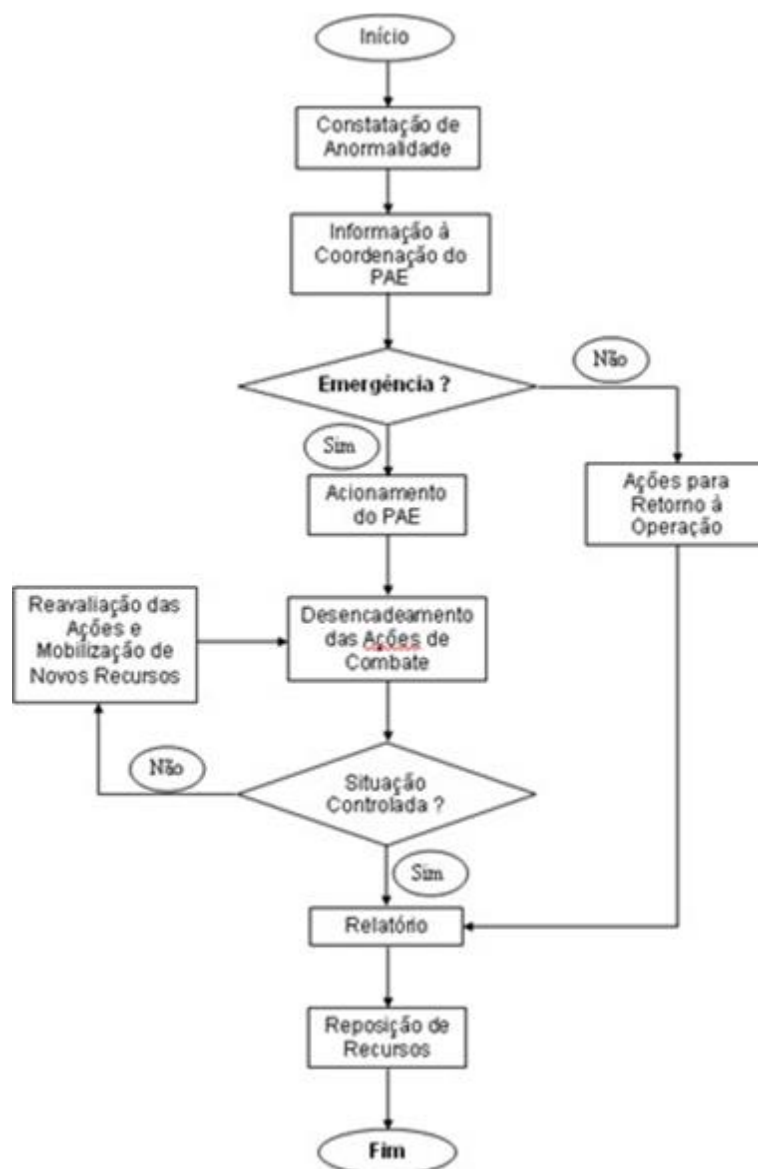 Início
Constatação de
Anormalidade
Informação à
Coordenação do
PAE
Emergência ?
Não
Sim
Acionamento
do PAE
Ações para
Retorno à
Operação
Reavaliação das
Ações e
Mobilização de
Novos Recursos
Desencadeamento
das Ações de
Combate
Não
Situação
Controlada ?
Sim
Relatório
Reposição de
Recursos
Fim